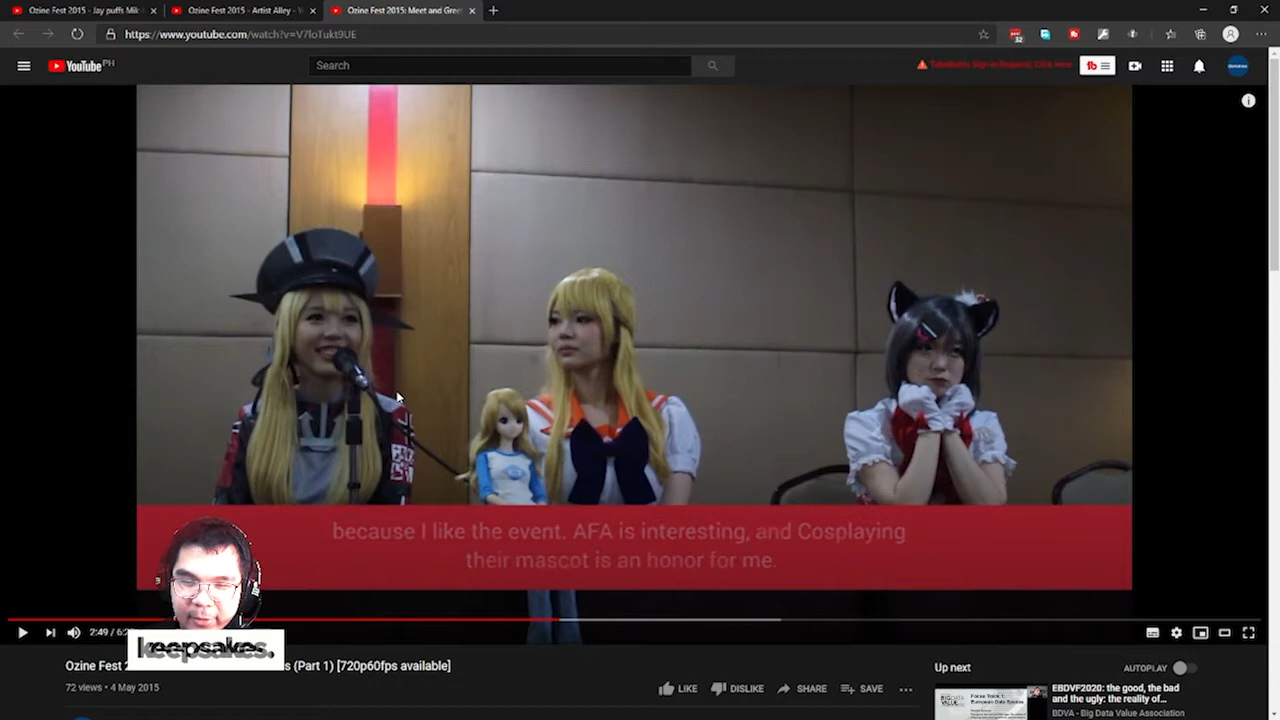 Ozine Fest 2015 - Jay puffs Mik
Ozine Fest 2015 - Artist Alley - Y
Ozine Fest 2015: Meet and Gree
https://www.youtube.com/watch?v=V7loTukt9UE
YouTube PH
Search
because I like the event. AFA is interesting, and Cosplaying
their mascot is an honor for me.
2:49
keepsakes.
Ozine Fest 2
(Part 1) [720p60fps available]
72 views • 4 May 2015
LIKE
DISLIKE
SHARE
SAVE
Up next
AUTOPLAY
EBDVF2020: the good, the bad
and the ugly: the reality of...
BDVA - Big Data Value Association